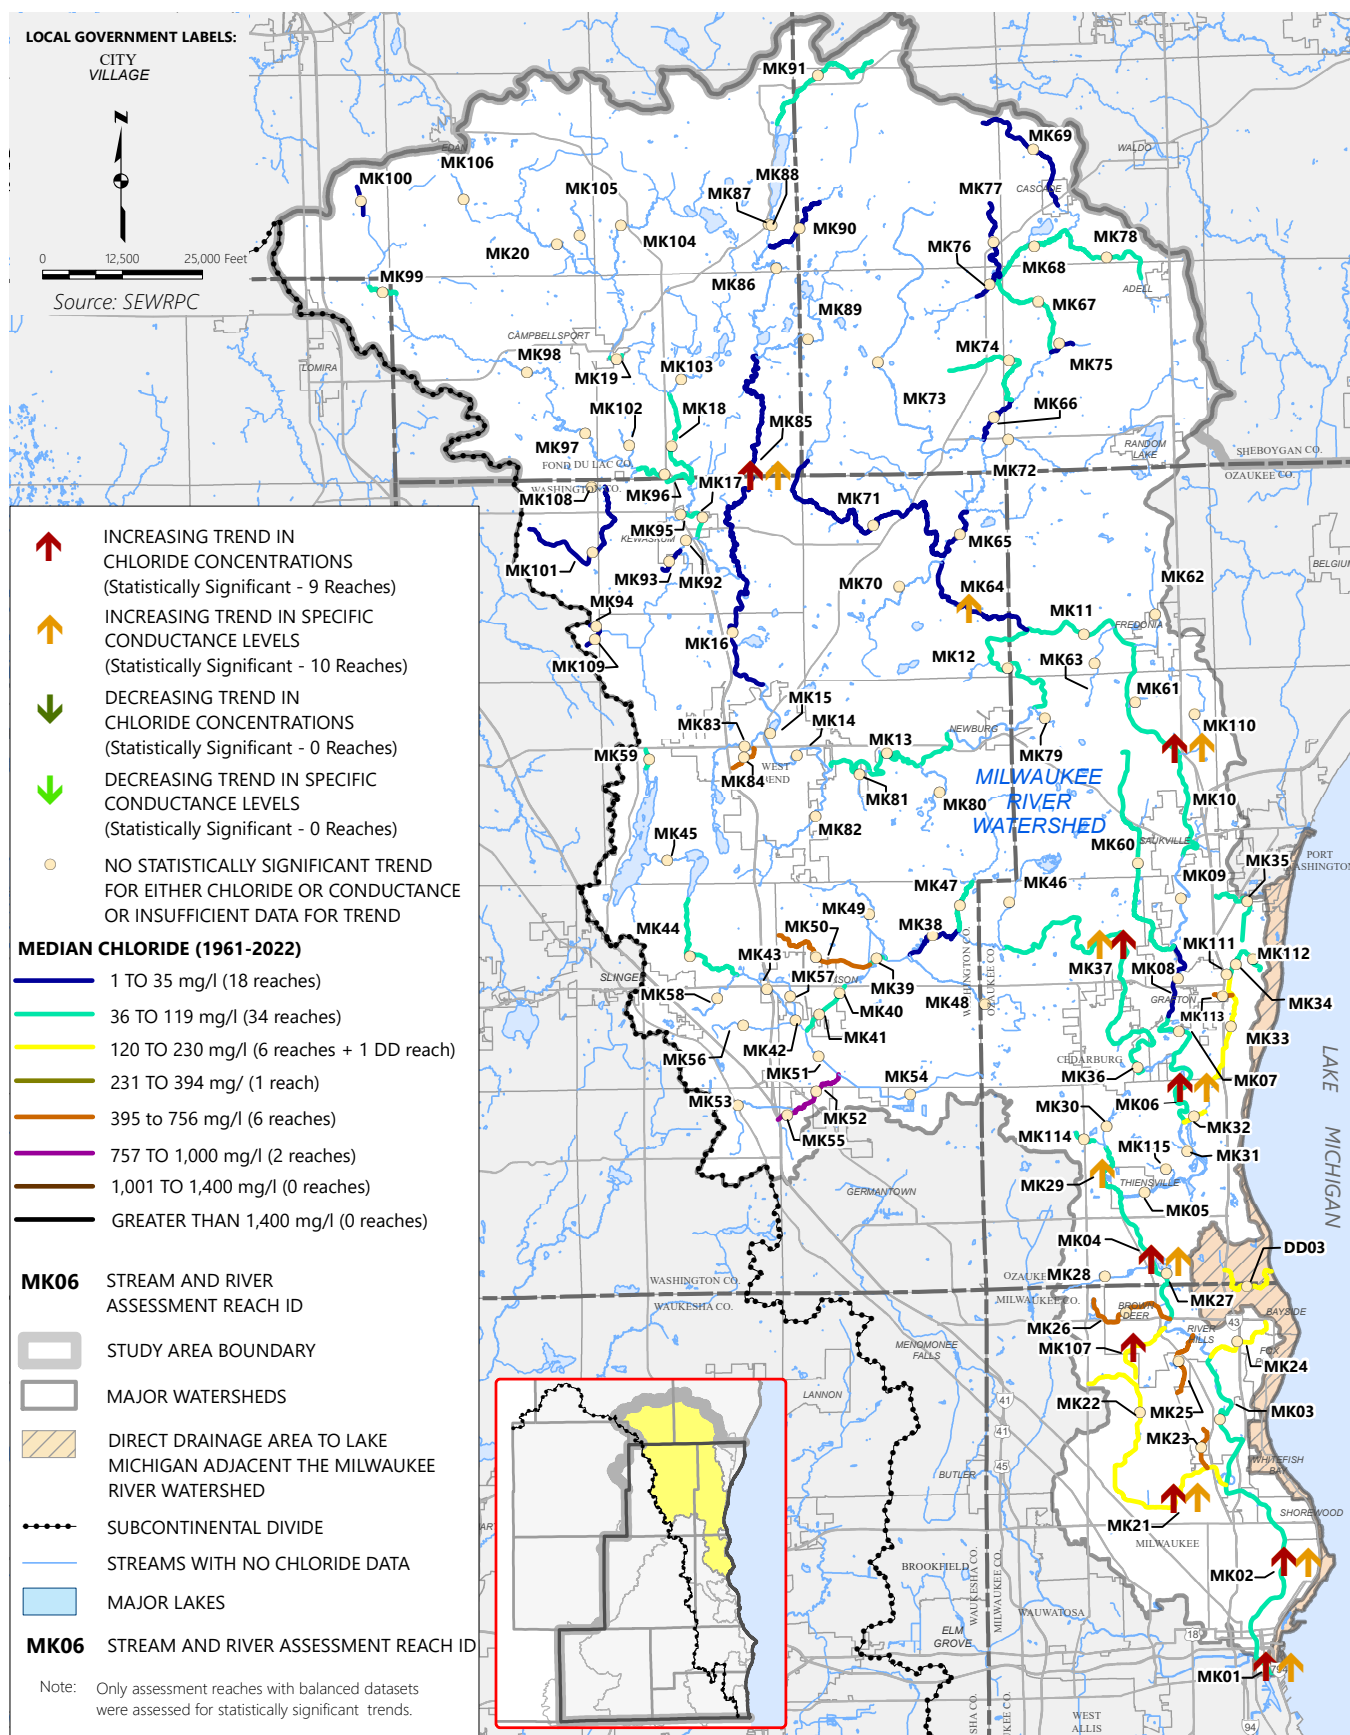 LOCAL GOVERNMENT LABELS:
CITY
VILLAGE
N
0 12,500 25,000 Feet
Source: SEWRPC
INCREASING TREND IN
CHLORIDE CONCENTRATIONS
(Statistically Significant - 9 Reaches)
INCREASING TREND IN SPECIFIC
CONDUCTANCE LEVELS
(Statistically Significant - 10 Reaches)
DECREASING TREND IN
CHLORIDE CONCENTRATIONS
(Statistically Significant - 0 Reaches)
DECREASING TREND IN SPECIFIC
CONDUCTANCE LEVELS
(Statistically Significant - 0 Reaches)
NO STATISTICALLY SIGNIFICANT TREND
FOR EITHER CHLORIDE OR CONDUCTANCE
OR INSUFFICIENT DATA FOR TREND
MEDIAN CHLORIDE (1961-2022)
1 TO 35 mg/l (18 reaches)
36 TO 119 mg/l (34 reaches)
120 TO 230 mg/l (6 reaches + 1 DD reach)
231 TO 394 mg/ (1 reach)
395 to 756 mg/l (6 reaches)
757 TO 1,000 mg/l (2 reaches)
1,001 TO 1,400 mg/l (0 reaches)
GREATER THAN 1,400 mg/l (0 reaches)
MK06 STREAM AND RIVER
ASSESSMENT REACH ID
STUDY AREA BOUNDARY
MAJOR WATERSHEDS
DIRECT DRAINAGE AREA TO LAKE
MICHIGAN ADJACENT THE MILWAUKEE
RIVER WATERSHED
SUBCONTINENTAL DIVIDE
STREAMS WITH NO CHLORIDE DATA
MAJOR LAKES
MK06 STREAM AND RIVER ASSESSMENT REACH ID
Note: Only assessment reaches with balanced datasets
were assessed for statistically significant trends.
MK91
MK69
WALDO
MK106
MK100
MK105
MK88
MK87
MK77
CASCADE
MK20
MK104
MK90
MK76
MK78
MK68
MK86
MK99
ADELL
MK67
MK89
CAMPBELLSPORT
MK98
MK74
MK75
LOMIRA
MK19
MK103
MK73
MK66
MK102
MK18
MK85
MK97
RANDOM
LAKE
SHEBOYGAN CO.
OZAUKEE CO.
FOND DU LAC CO.
WASHINGTON CO.
MK72
MK17
MK96
MK108
MK71
MK95
KEWASKUM
MK65
MK101
MK93
MK92
MK70
MK64
MK62
BELGIUM
MK94
MK11
FREDONIA
MK16
MK12
MK63
MK109
MK61
MK15
MK83
MK14
MK13
NEWBURG
MK79
MK110
MK59
MK84
WEST
MILWAUKEE
RIVER
WATERSHED
MK81
MK80
MK10
MK82
MK45
MK60
SAUKVILLE
MK35
PORT
MK09
MK47
MK46
MK49
MK50
MK38
MK44
MK43
MK111
MK112
MK37
MK08
SLINGER
MK57
MK39
MK58
MK40
MK48
WASHINGTON CO.
OZAUKEE CO.
GRAFTON
MK34
MK113
MK33
MK42
MK41
MK56
MK51
CEDARBURG
MK36
MK07
LAKE
MICHIGAN
MK54
MK53
MK52
MK06
MK55
MK30
MK32
MK114
MK115
MK31
MK29
THIENSVILLE
GERMANTOWN
MK05
MK04
DD03
WASHINGTON CO.
WAUKESHA CO.
MK28
MILWAUKEE CO.
MK27
BAYSIDE
BROWN
DEER
MK26
RIVER
HILLS
43
MENOMONEE
FALLS
MK107
FOX
MK24
LANNON
41
MK22
MK25
MK03
41
MK23
45
BUTLER
WHITEFISH
BAY
MK21
SHOREWOOD
MILWAUKEE
BROOKFIELD
WAUKESHA CO.
MILWAUKEE CO.
MK02
WAUWATOSA
18
ELM
GROVE
MK01
794
WEST
ALLIS
94